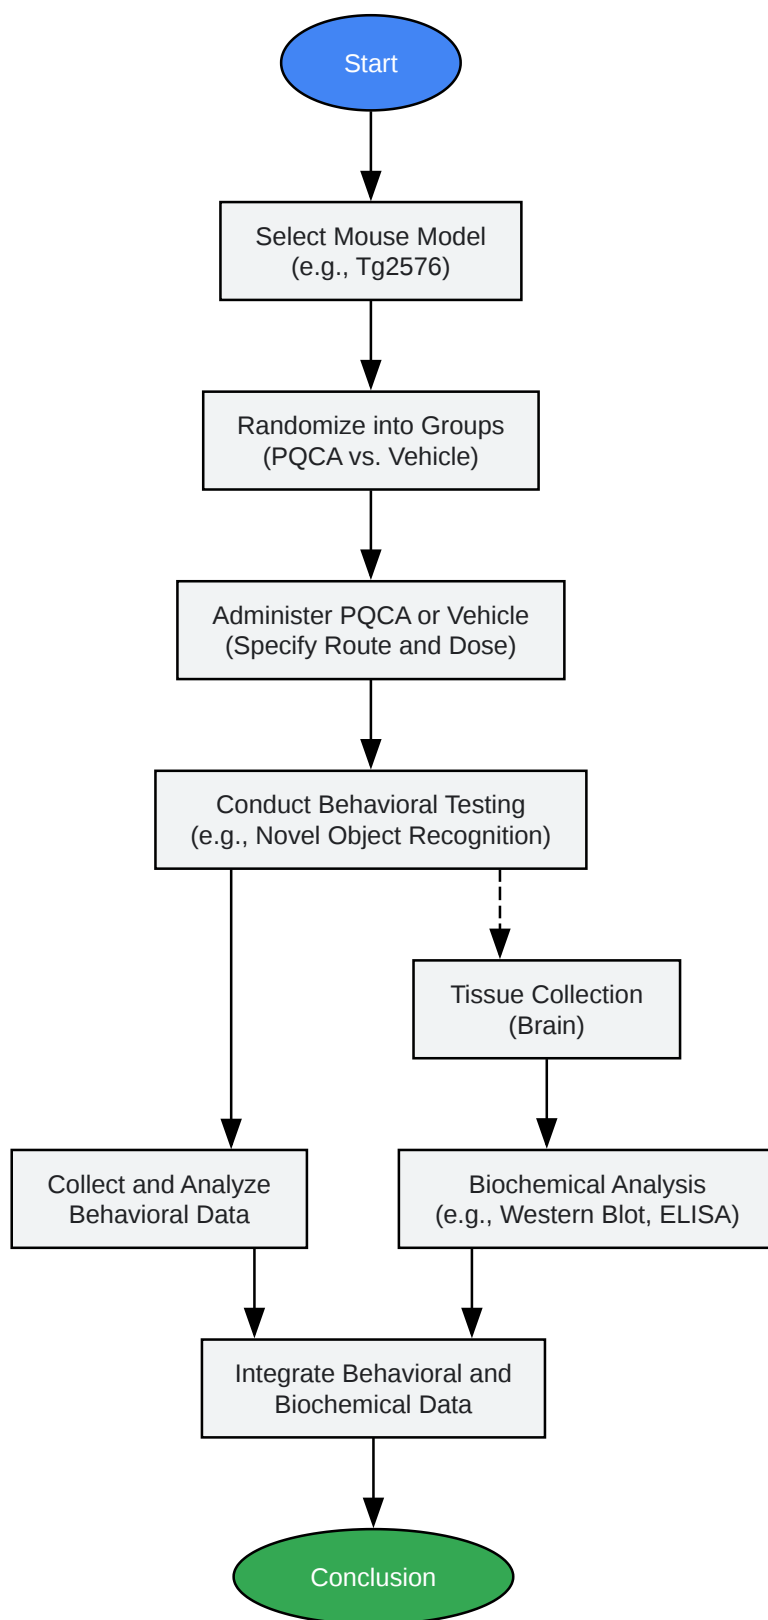 Start
Select Mouse Model
(e.g., Tg2576)
Randomize into Groups
(PQCA vs. Vehicle)
Administer PQCA or Vehicle
(Specify Route and Dose)
Conduct Behavioral Testing
(e.g., Novel Object Recognition)
Tissue Collection
(Brain)
Collect and Analyze
Behavioral Data
Biochemical Analysis
(e.g., Western Blot, ELISA)
Integrate Behavioral and
Biochemical Data
Conclusion